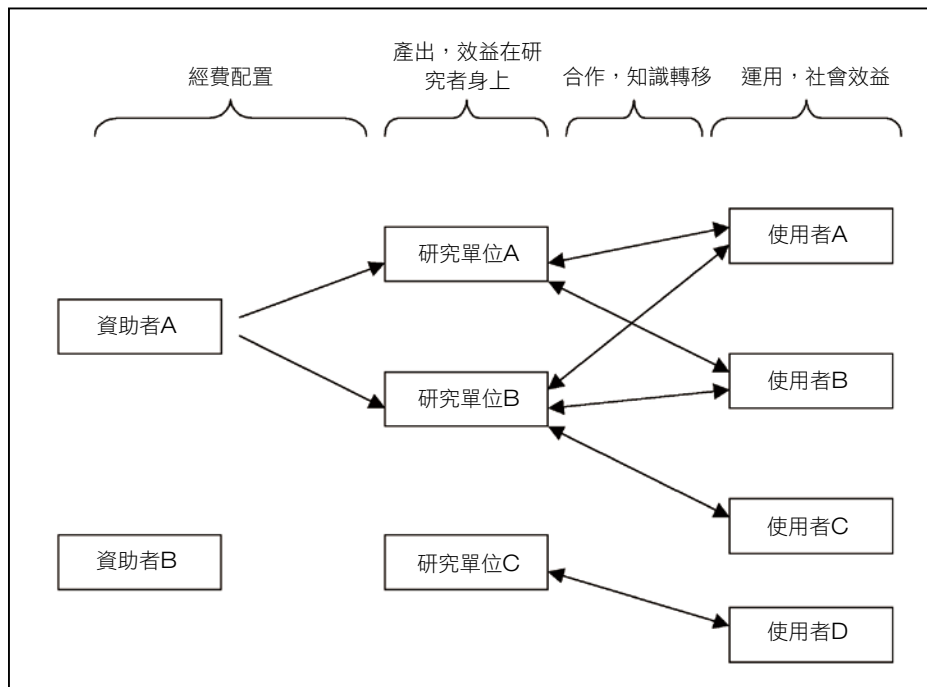 經費配置
產出，效益在研
究者身上
合作，知識轉移
運用，社會效益
資助者A
資助者B
研究單位A
研究單位B
研究單位C
使用者A
使用者B
使用者C
使用者D